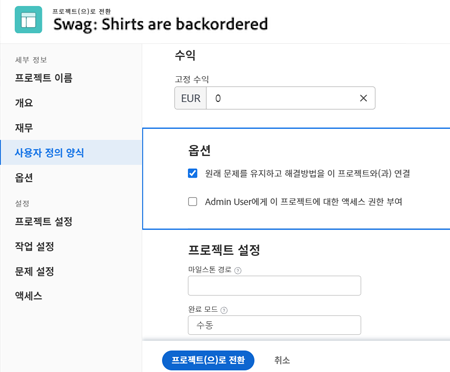 프로젝트(으)로 전환
Swag: Shirts are backordered
세부 정보
프로젝트 이름
개요
재무
사용자 정의 양식
옵션
설정
프로젝트 설정
작업 설정
문제 설정
액세스
수익
고정 수익
EUR 0
옵션
원래 문제를 유지하고 해결방법을 이 프로젝트와(과) 연결
Admin User에게 이 프로젝트에 대한 액세스 권한 부여
프로젝트 설정
마일스톤 경로
완료 모드
수동
프로젝트(으)로 전환 취소